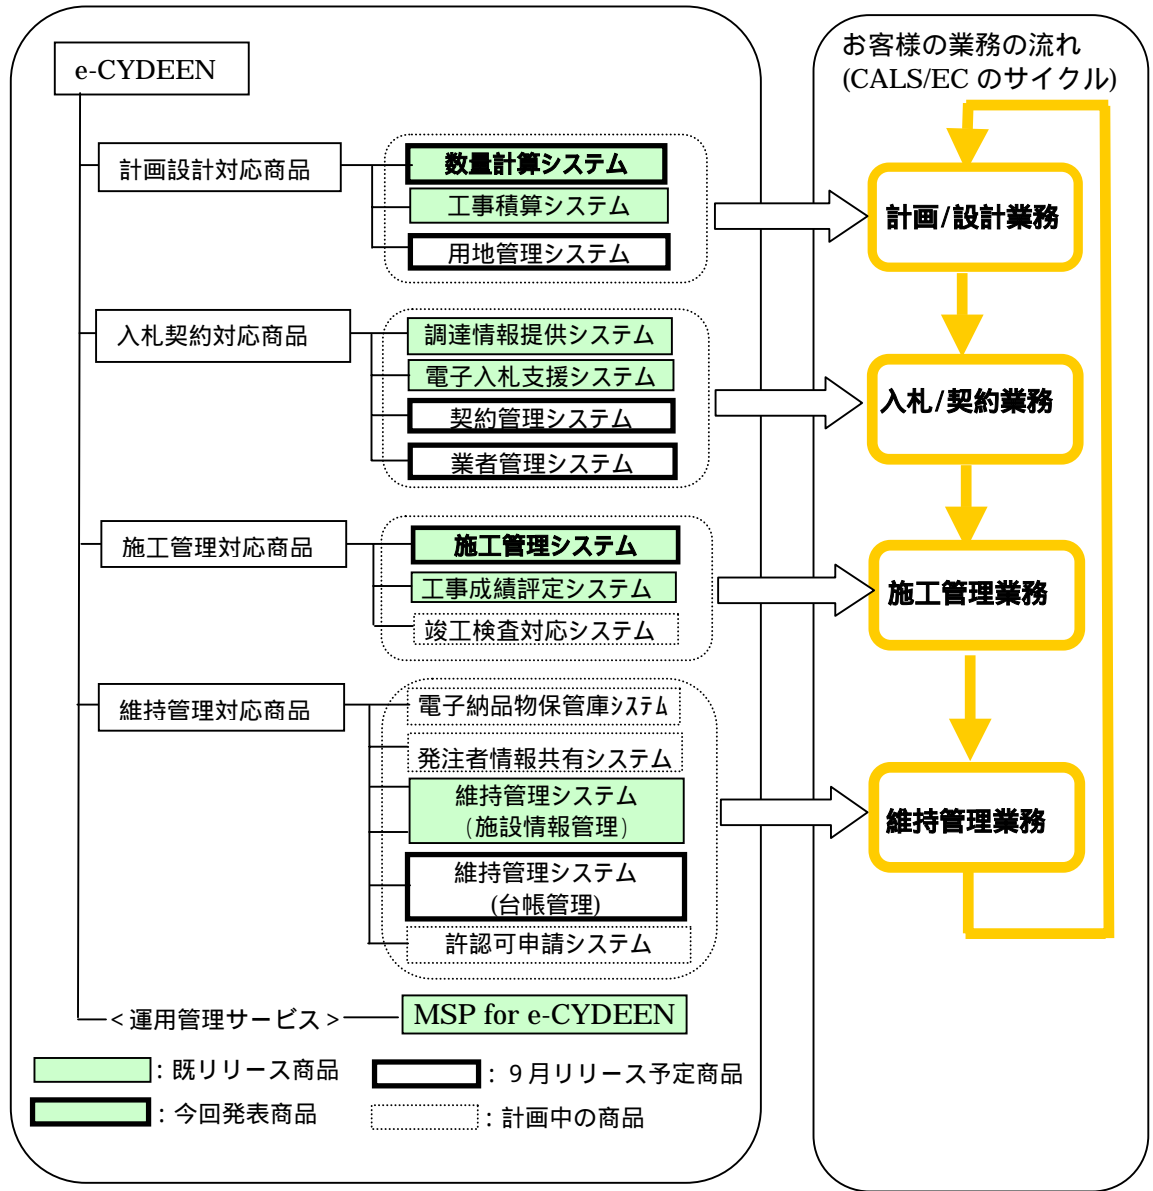 e-CYDEEN
計画設計対応商品
数量計算システム
工事積算システム
用地管理システム
入札契約対応商品
調達情報提供システム
電子入札支援システム
契約管理システム
業者管理システム
施工管理対応商品
施工管理システム
工事成績評定システム
竣工検査対応システム
維持管理対応商品
電子納品物保管庫ｼｽﾃﾑ
発注者情報共有システム
維持管理システム
(施設情報管理)
維持管理システム
(台帳管理)
許認可申請システム
<運用管理サービス>
MSP for e-CYDEEN
：既リリース商品
：９月リリース予定商品
：今回発表商品
：計画中の商品
お客様の業務の流れ
(CALS/EC のサイクル)
計画/設計業務
入札/契約業務
施工管理業務
維持管理業務